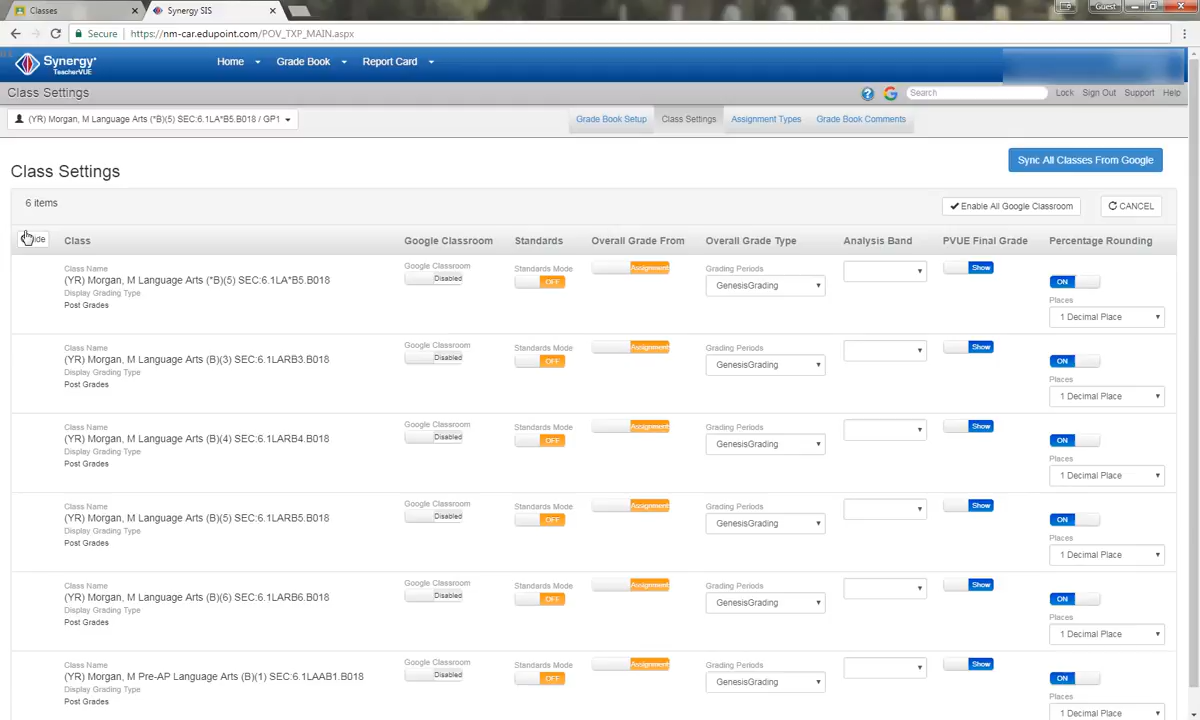 Classes
Synergy SIS
Guest
Secure https://nm-car.edupoint.com/POV_TXP_MAIN.aspx
Synergy
TeacherVUE
Home Grade Book Report Card
Class Settings
Search Lock Sign Out Support Help
(YR) Morgan, M Language Arts (*B)(5) SEC:6.1LA*B5.B018 / GP1
Grade Book Setup Class Settings Assignment Types Grade Book Comments
Sync All Classes From Google
Class Settings
6 items
Enable All Google Classroom CANCEL
Class Google Classroom Standards Overall Grade From Overall Grade Type Analysis Band PVUE Final Grade Percentage Rounding
Class Name Google Classroom Standards Mode Assignment Grading Periods Show
(YR) Morgan, M Language Arts (*B)(5) SEC:6.1LA*B5.B018 Disabled OFF GenesisGrading ON
Display Grading Type Places
Post Grades 1 Decimal Place
Class Name Google Classroom Standards Mode Assignment Grading Periods Show
(YR) Morgan, M Language Arts (B)(3) SEC:6.1LARB3.B018 Disabled OFF GenesisGrading ON
Display Grading Type Places
Post Grades 1 Decimal Place
Class Name Google Classroom Standards Mode Assignment Grading Periods Show
(YR) Morgan, M Language Arts (B)(4) SEC:6.1LARB4.B018 Disabled OFF GenesisGrading ON
Display Grading Type Places
Post Grades 1 Decimal Place
Class Name Google Classroom Standards Mode Assignment Grading Periods Show
(YR) Morgan, M Language Arts (B)(5) SEC:6.1LARB5.B018 Disabled OFF GenesisGrading ON
Display Grading Type Places
Post Grades 1 Decimal Place
Class Name Google Classroom Standards Mode Assignment Grading Periods Show
(YR) Morgan, M Language Arts (B)(6) SEC:6.1LARB6.B018 Disabled OFF GenesisGrading ON
Display Grading Type Places
Post Grades 1 Decimal Place
Class Name Google Classroom Standards Mode Assignment Grading Periods Show
(YR) Morgan, M Pre-AP Language Arts (B)(1) SEC:6.1LAAB1.B018 Disabled OFF GenesisGrading ON
Display Grading Type Places
Post Grades 1 Decimal Place